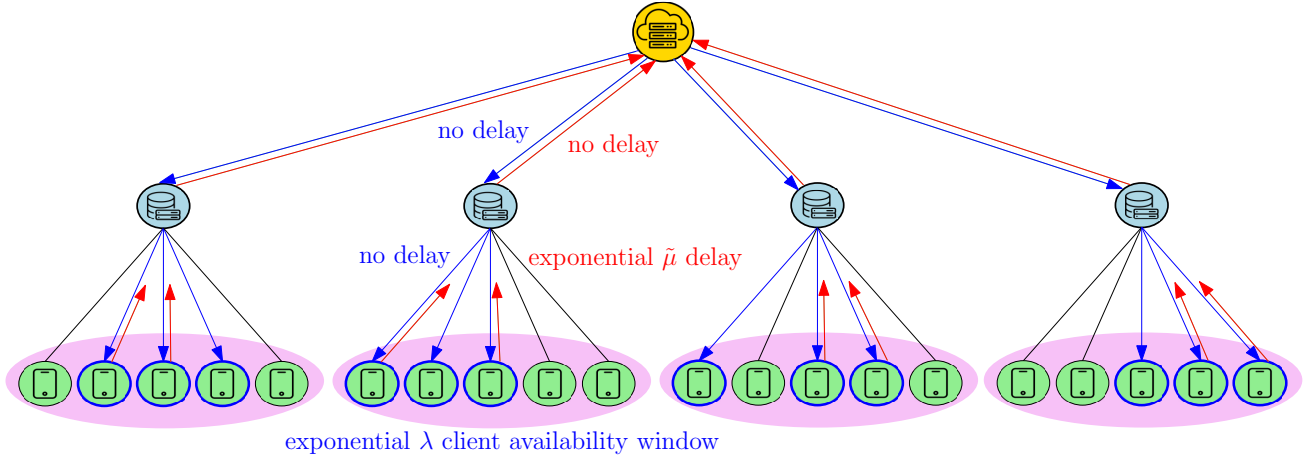 no delay
no delay
no delay
exponential μ̃ delay
exponential λ client availability window